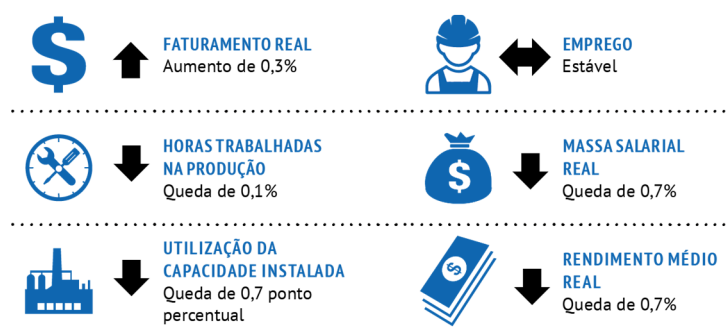 $
FATURAMENTO REAL
Aumento de 0,3%
EMPREGO
Estável
HORAS TRABALHADAS
NA PRODUÇÃO
Queda de 0,1%
$
MASSA SALARIAL
REAL
Queda de 0,7%
UTILIZAÇÃO DA
CAPACIDADE INSTALADA
Queda de 0,7 ponto
percentual
$
RENDIMENTO MÉDIO
REAL
Queda de 0,7%